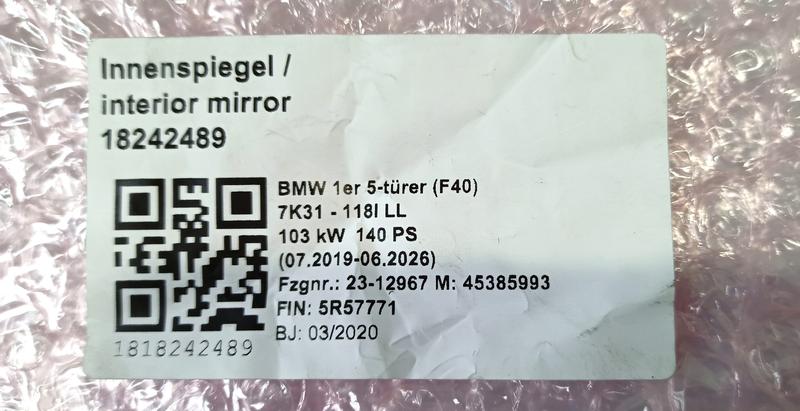 Innenspiegel /
interior mirror
18242489
BMW 1er 5-türer (F40)
7K31 - 118I LL
103 kW 140 PS
(07.2019-06.2026)
Fzgnr.: 23-12967 M: 45385993
FIN: 5R57771
BJ: 03/2020
1818242489